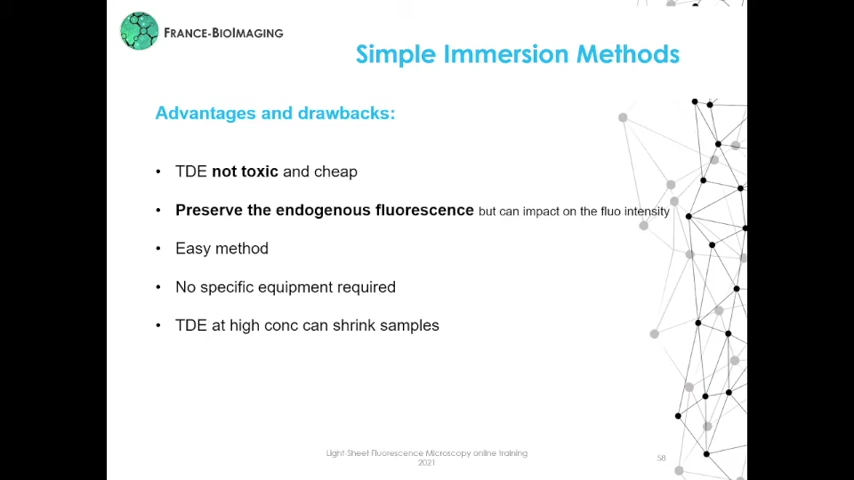 FRANCE-BIOIMAGING
Simple Immersion Methods
Advantages and drawbacks:
• TDE not toxic and cheap
• Preserve the endogenous fluorescence but can impact on the fluo intensity
• Easy method
• No specific equipment required
• TDE at high conc can shrink samples
Light-Sheet Fluorescence Microscopy online training
2021
58